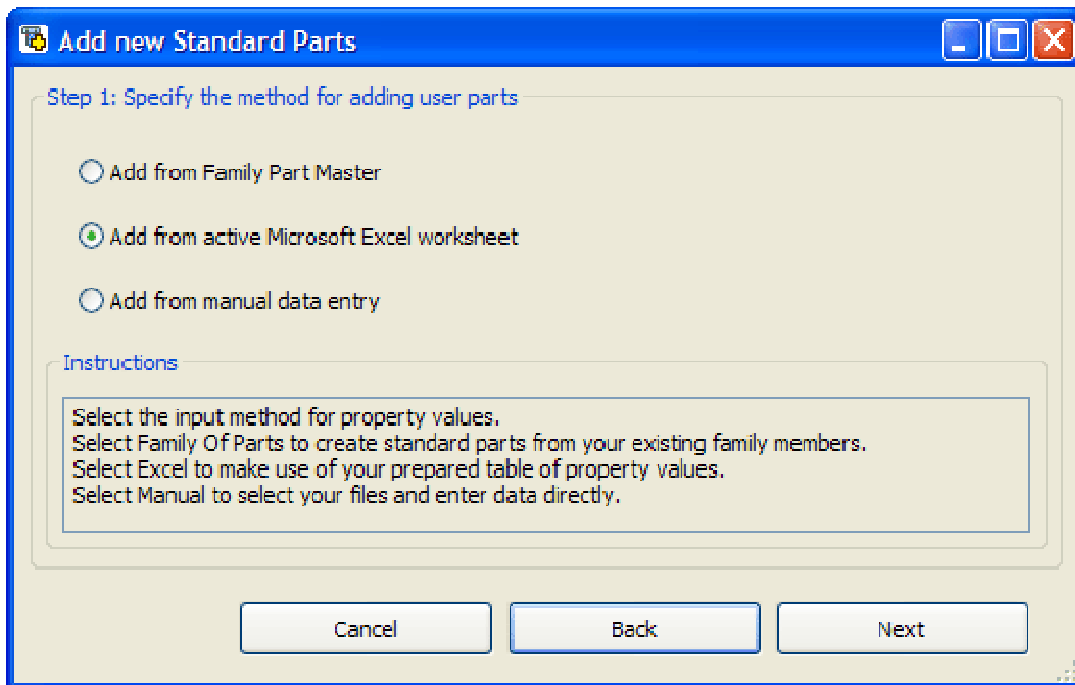 Add new Standard Parts
Step 1: Specify the method for adding user parts
Add from Family Part Master
Add from active Microsoft Excel worksheet
Add from manual data entry
Instructions
Select the input method for property values.
Select Family Of Parts to create standard parts from your existing family members.
Select Excel to make use of your prepared table of property values.
Select Manual to select your files and enter data directly.
Cancel Back Next